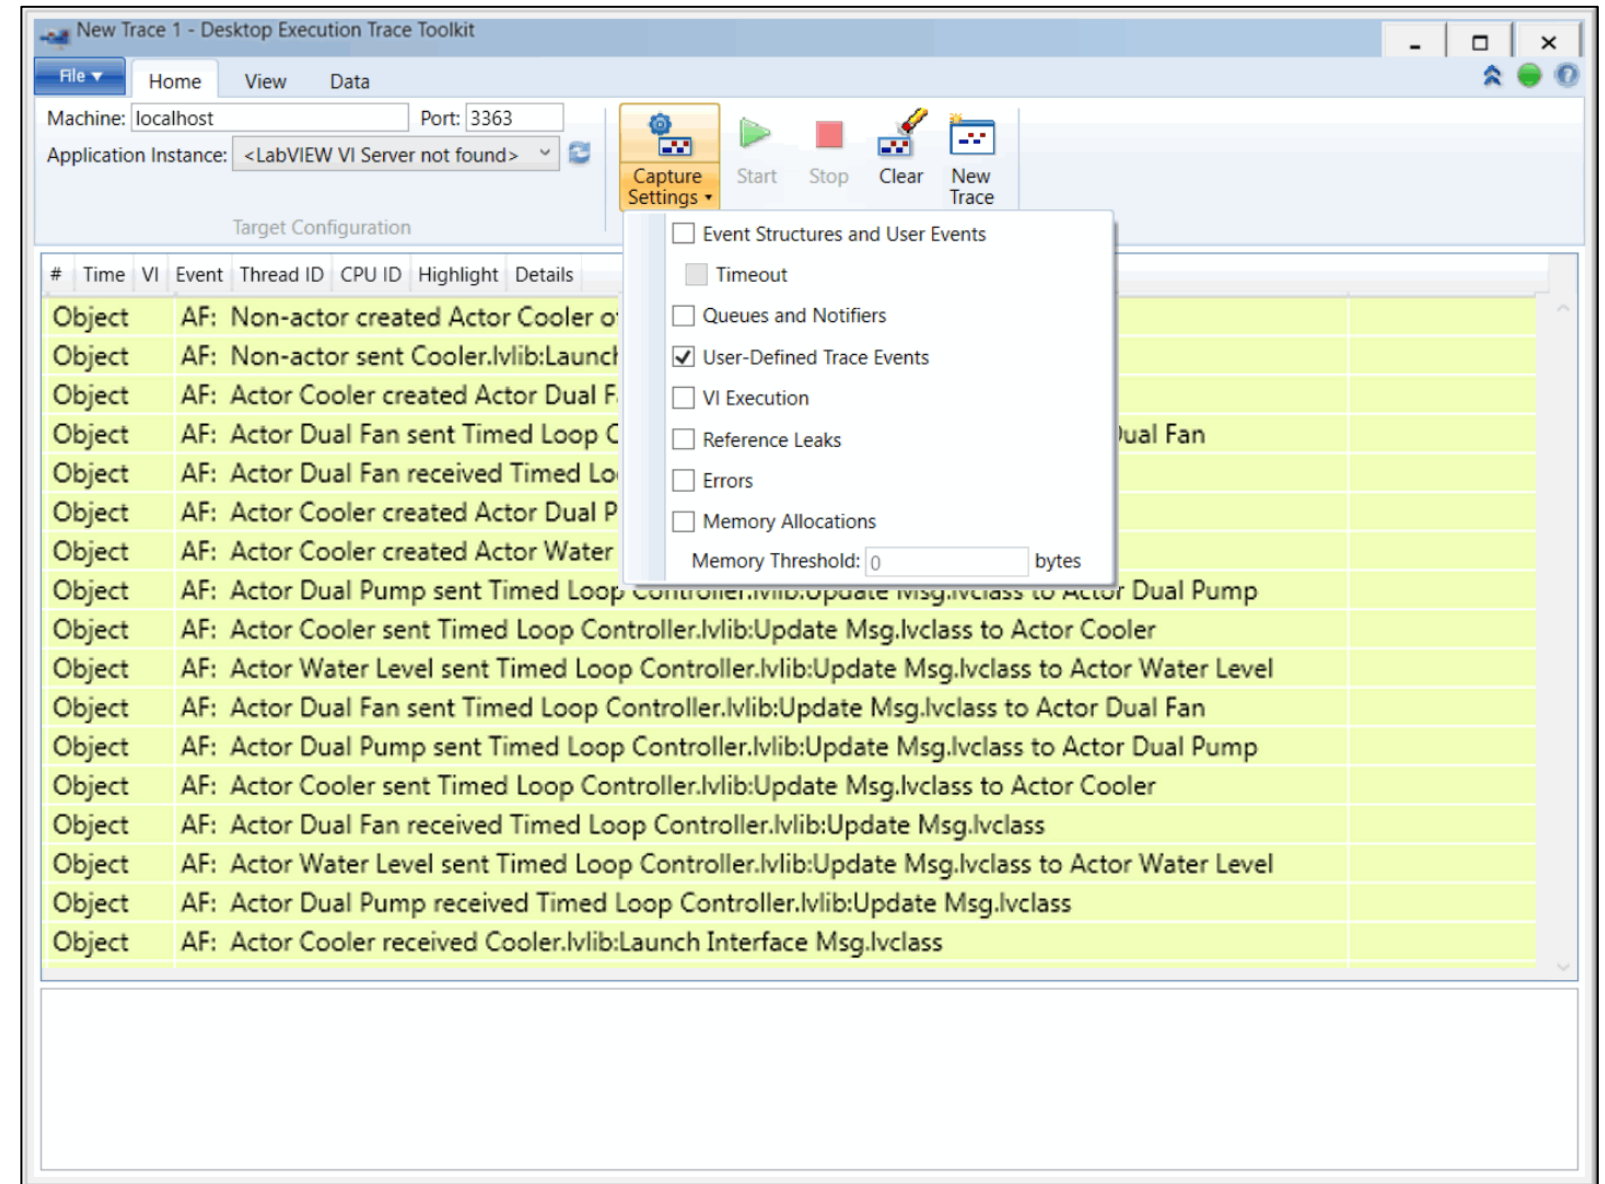 New Trace 1 - Desktop Execution Trace Toolkit
File Home View Data
Machine: localhost Port: 3363
Application Instance: <LabVIEW VI Server not found>
Capture Settings Start Stop Clear New Trace
Target Configuration
Event Structures and User Events
Timeout
Queues and Notifiers
User-Defined Trace Events
VI Execution
Reference Leaks
Errors
Memory Allocations
Memory Threshold: 0 bytes
# Time VI Event Thread ID CPU ID Highlight Details
Object AF: Non-actor created Actor Cooler
Object AF: Non-actor sent Cooler.lvlib:Launch
Object AF: Actor Cooler created Actor Dual
Object AF: Actor Dual Fan sent Timed Loop Dual Fan
Object AF: Actor Dual Fan received Timed
Object AF: Actor Cooler created Actor Dual
Object AF: Actor Cooler created Actor Water
Object AF: Actor Dual Pump sent Timed Loop Controller.lvlib:Update Msg.lvclass to Actor Dual Pump
Object AF: Actor Cooler sent Timed Loop Controller.lvlib:Update Msg.lvclass to Actor Cooler
Object AF: Actor Water Level sent Timed Loop Controller.lvlib:Update Msg.lvclass to Actor Water Level
Object AF: Actor Dual Fan sent Timed Loop Controller.lvlib:Update Msg.lvclass to Actor Dual Fan
Object AF: Actor Dual Pump sent Timed Loop Controller.lvlib:Update Msg.lvclass to Actor Dual Pump
Object AF: Actor Cooler sent Timed Loop Controller.lvlib:Update Msg.lvclass to Actor Cooler
Object AF: Actor Dual Fan received Timed Loop Controller.lvlib:Update Msg.lvclass
Object AF: Actor Water Level sent Timed Loop Controller.lvlib:Update Msg.lvclass to Actor Water Level
Object AF: Actor Dual Pump received Timed Loop Controller.lvlib:Update Msg.lvclass
Object AF: Actor Cooler received Cooler.lvlib:Launch Interface Msg.lvclass